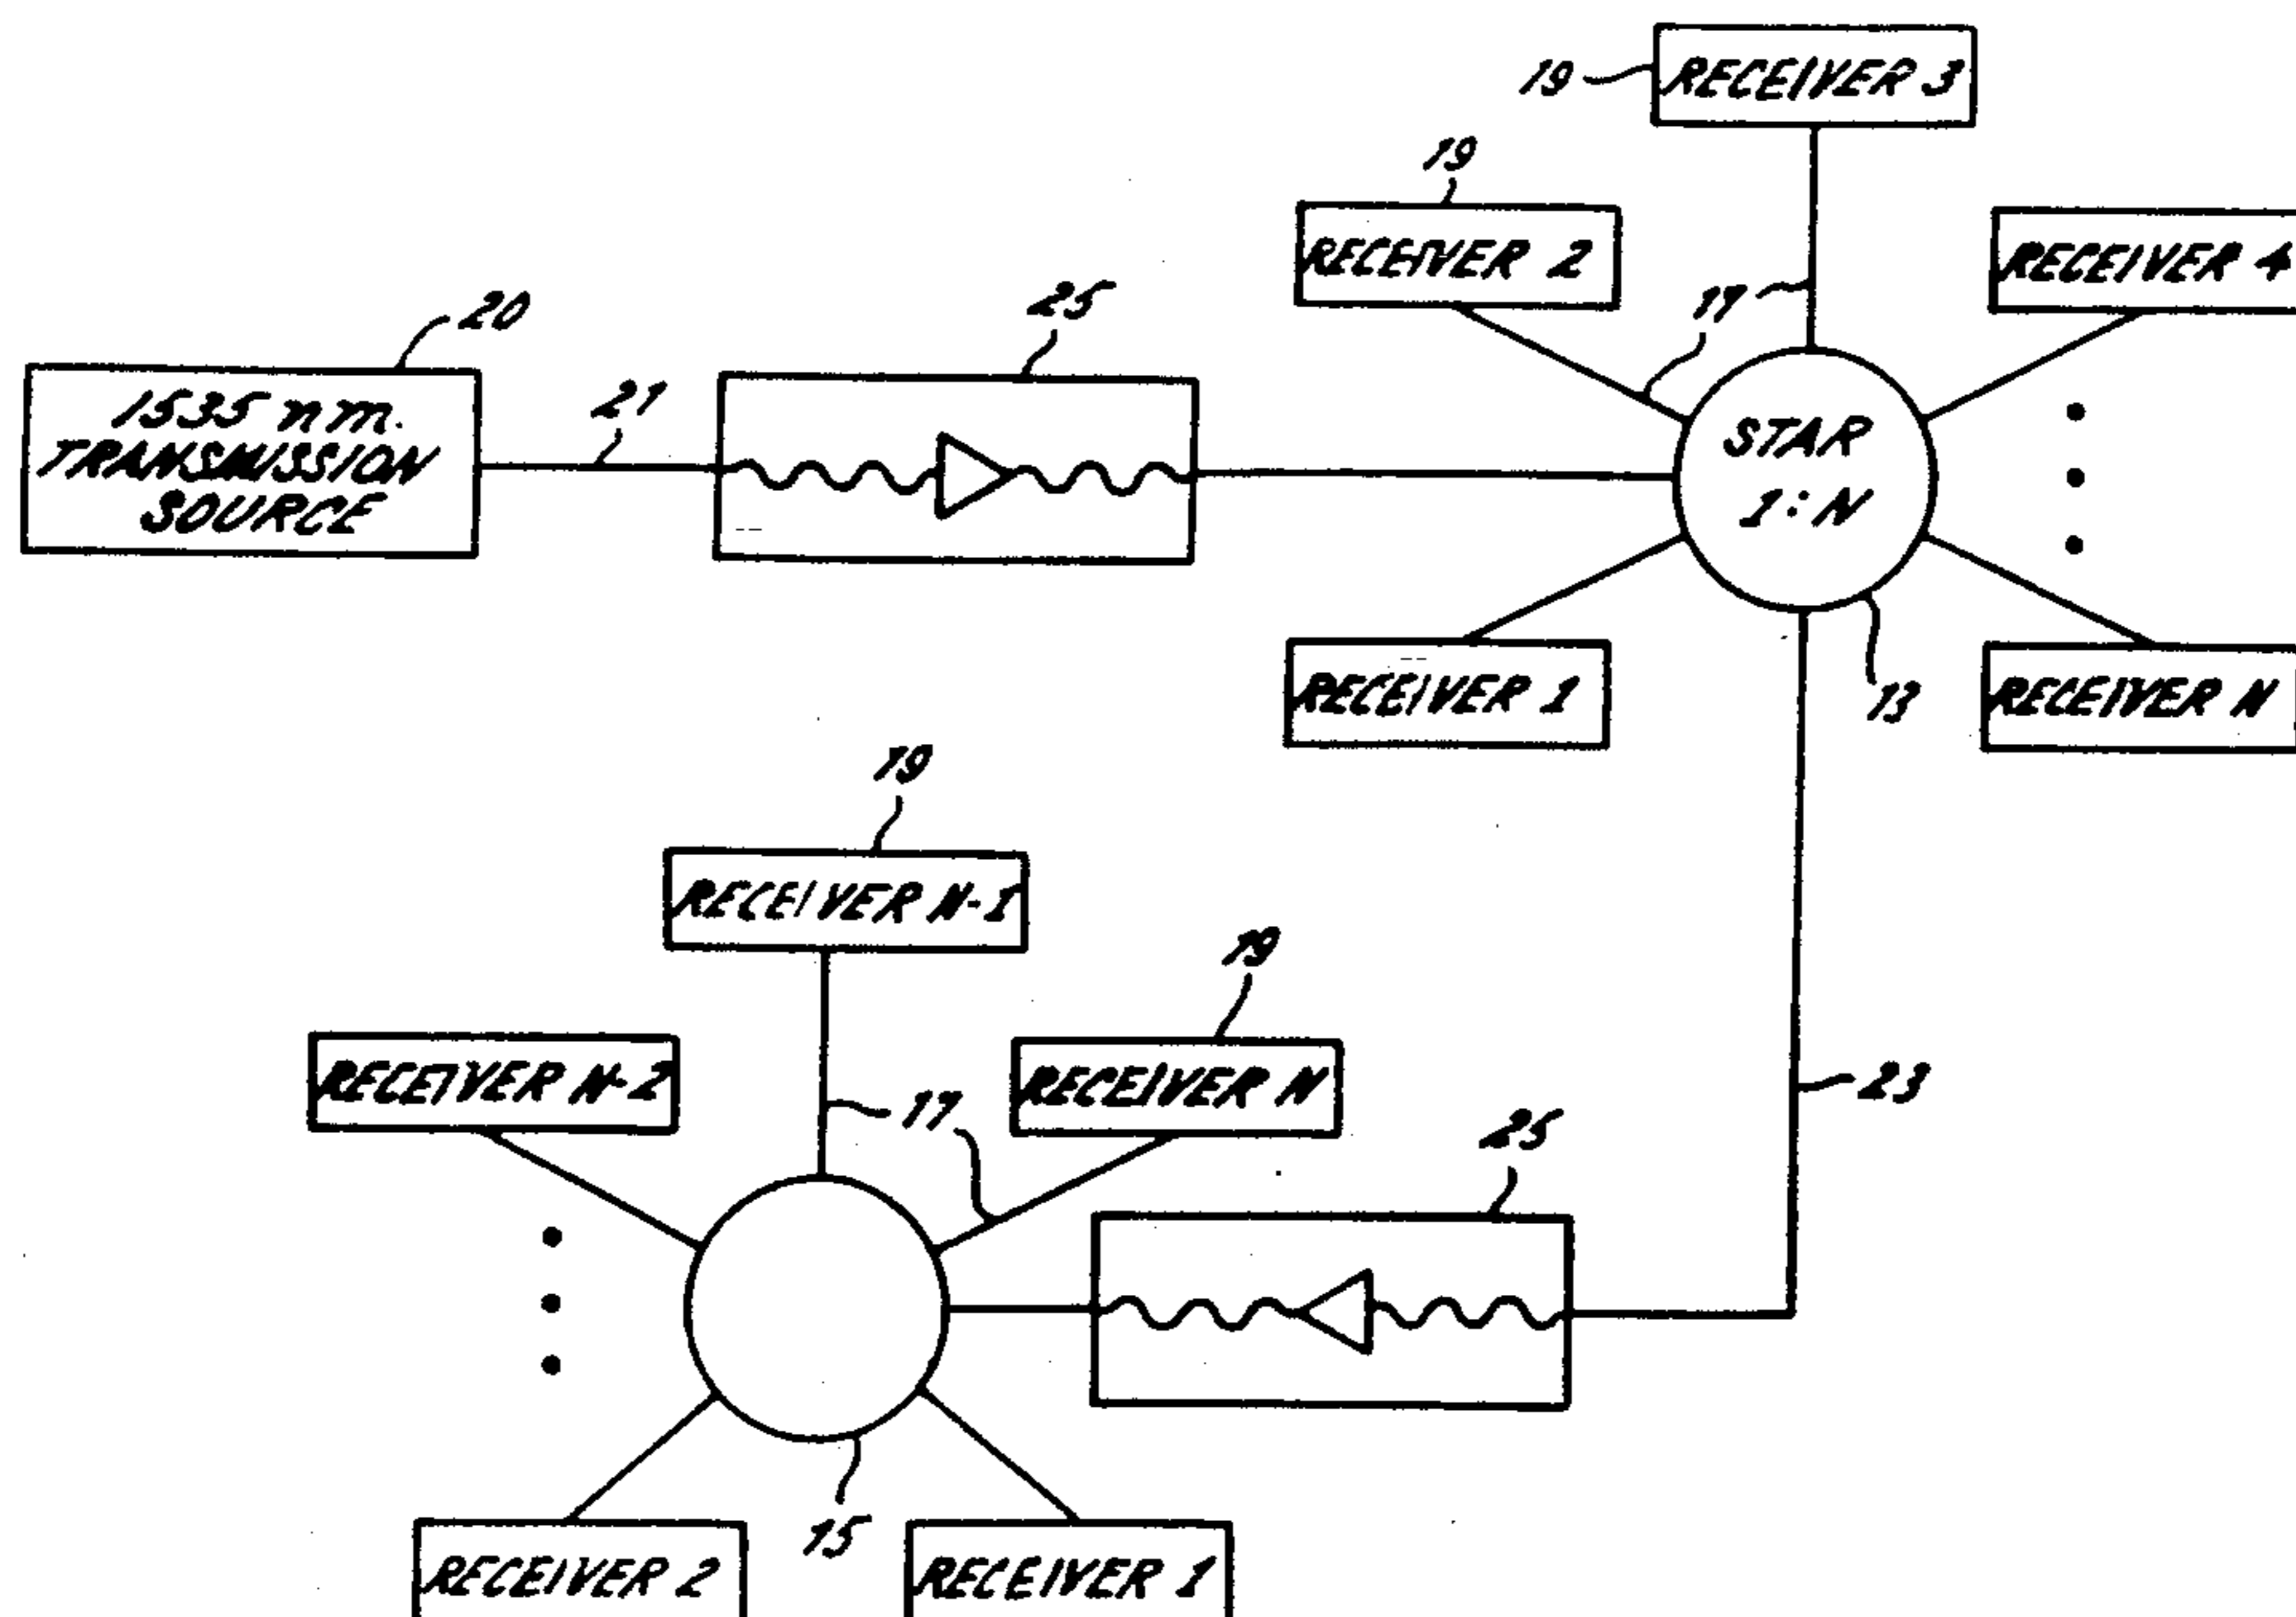 19
RECEIVER 3
19
RECEIVER 2
RECEIVER 4
17
20
25
21
1535 nm.
TRANSMISSION
SOURCE
STAR
1:N
RECEIVER 1
13
RECEIVER N
19
RECEIVER N-1
19
RECEIVER N-2
17
RECEIVER N
23
25
15
RECEIVER 2
RECEIVER 1